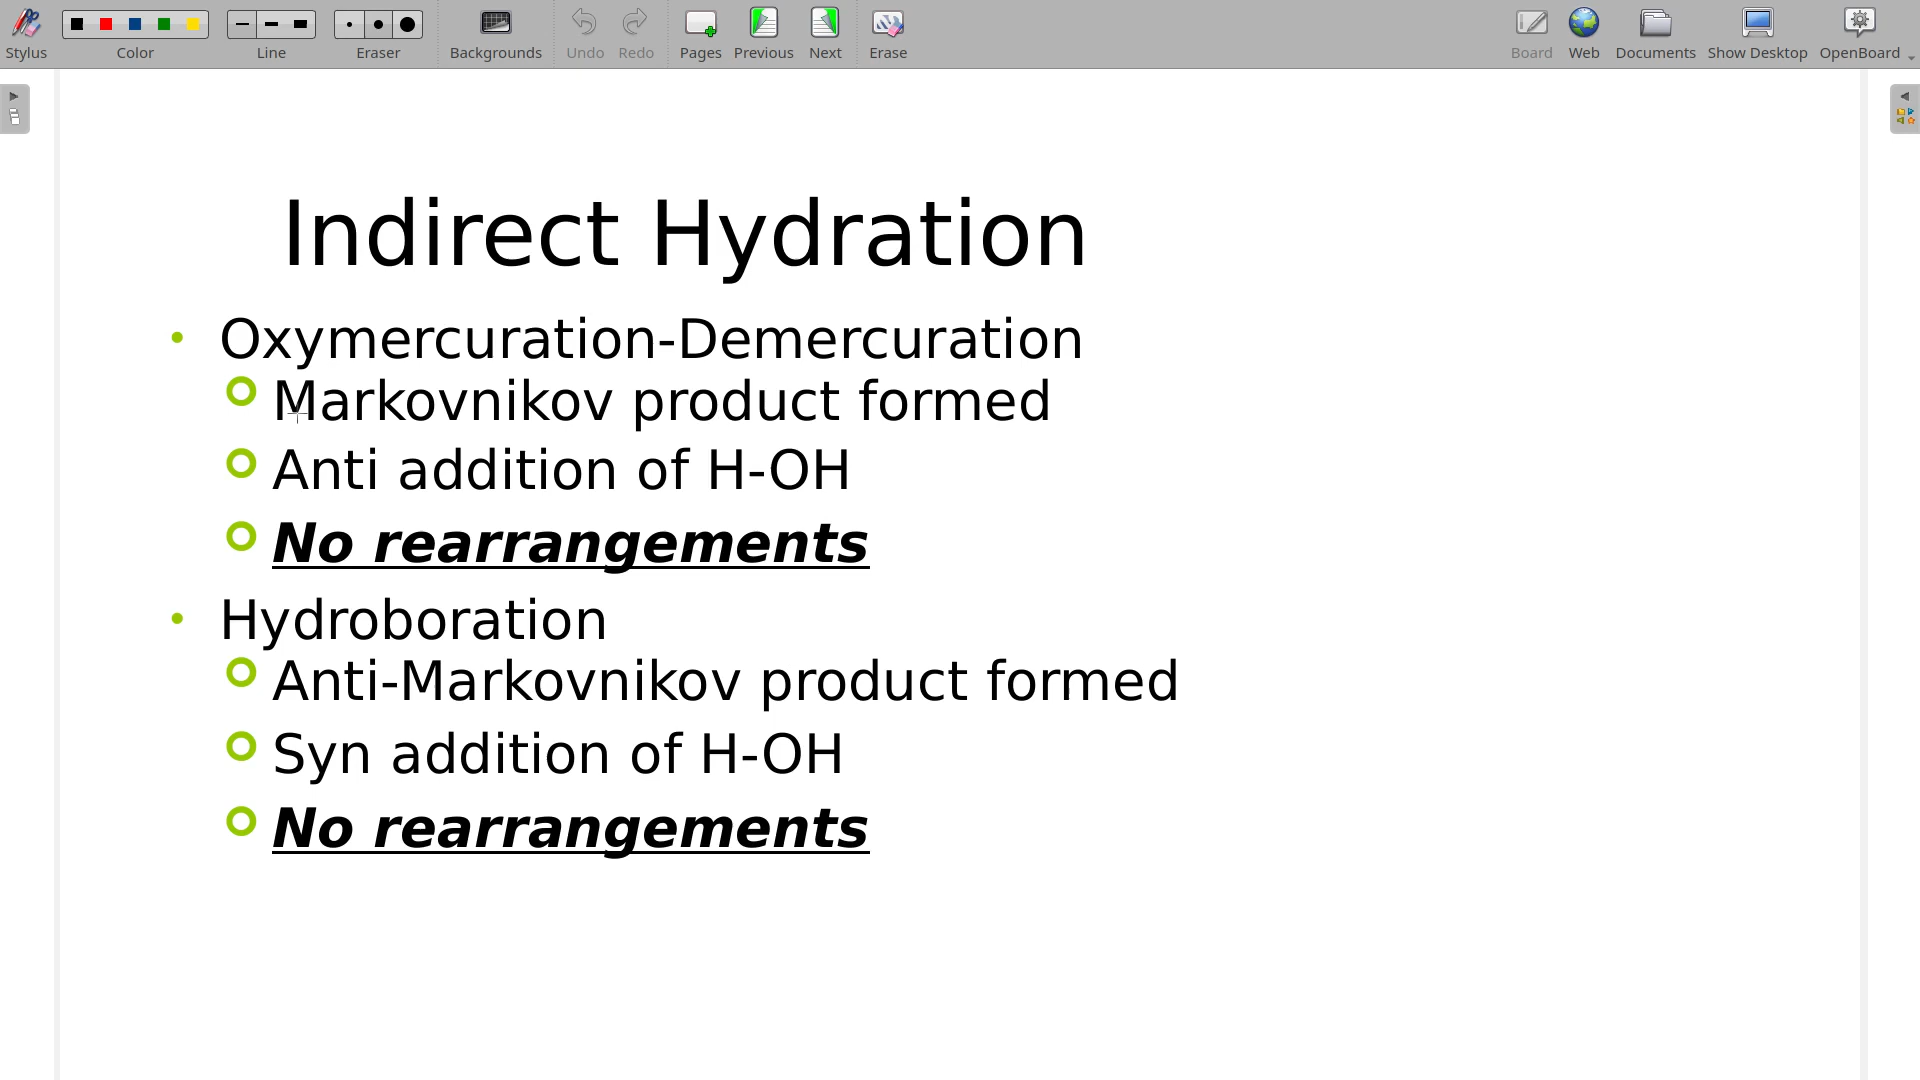 Stylus
Color
Line
Eraser
Backgrounds
Undo
Redo
Pages
Previous
Next
Erase
Board
Web
Documents
Show Desktop
OpenBoard
Indirect Hydration
• Oxymercuration-Demercuration
Markovnikov product formed
Anti addition of H-OH
No rearrangements
• Hydroboration
Anti-Markovnikov product formed
Syn addition of H-OH
No rearrangements